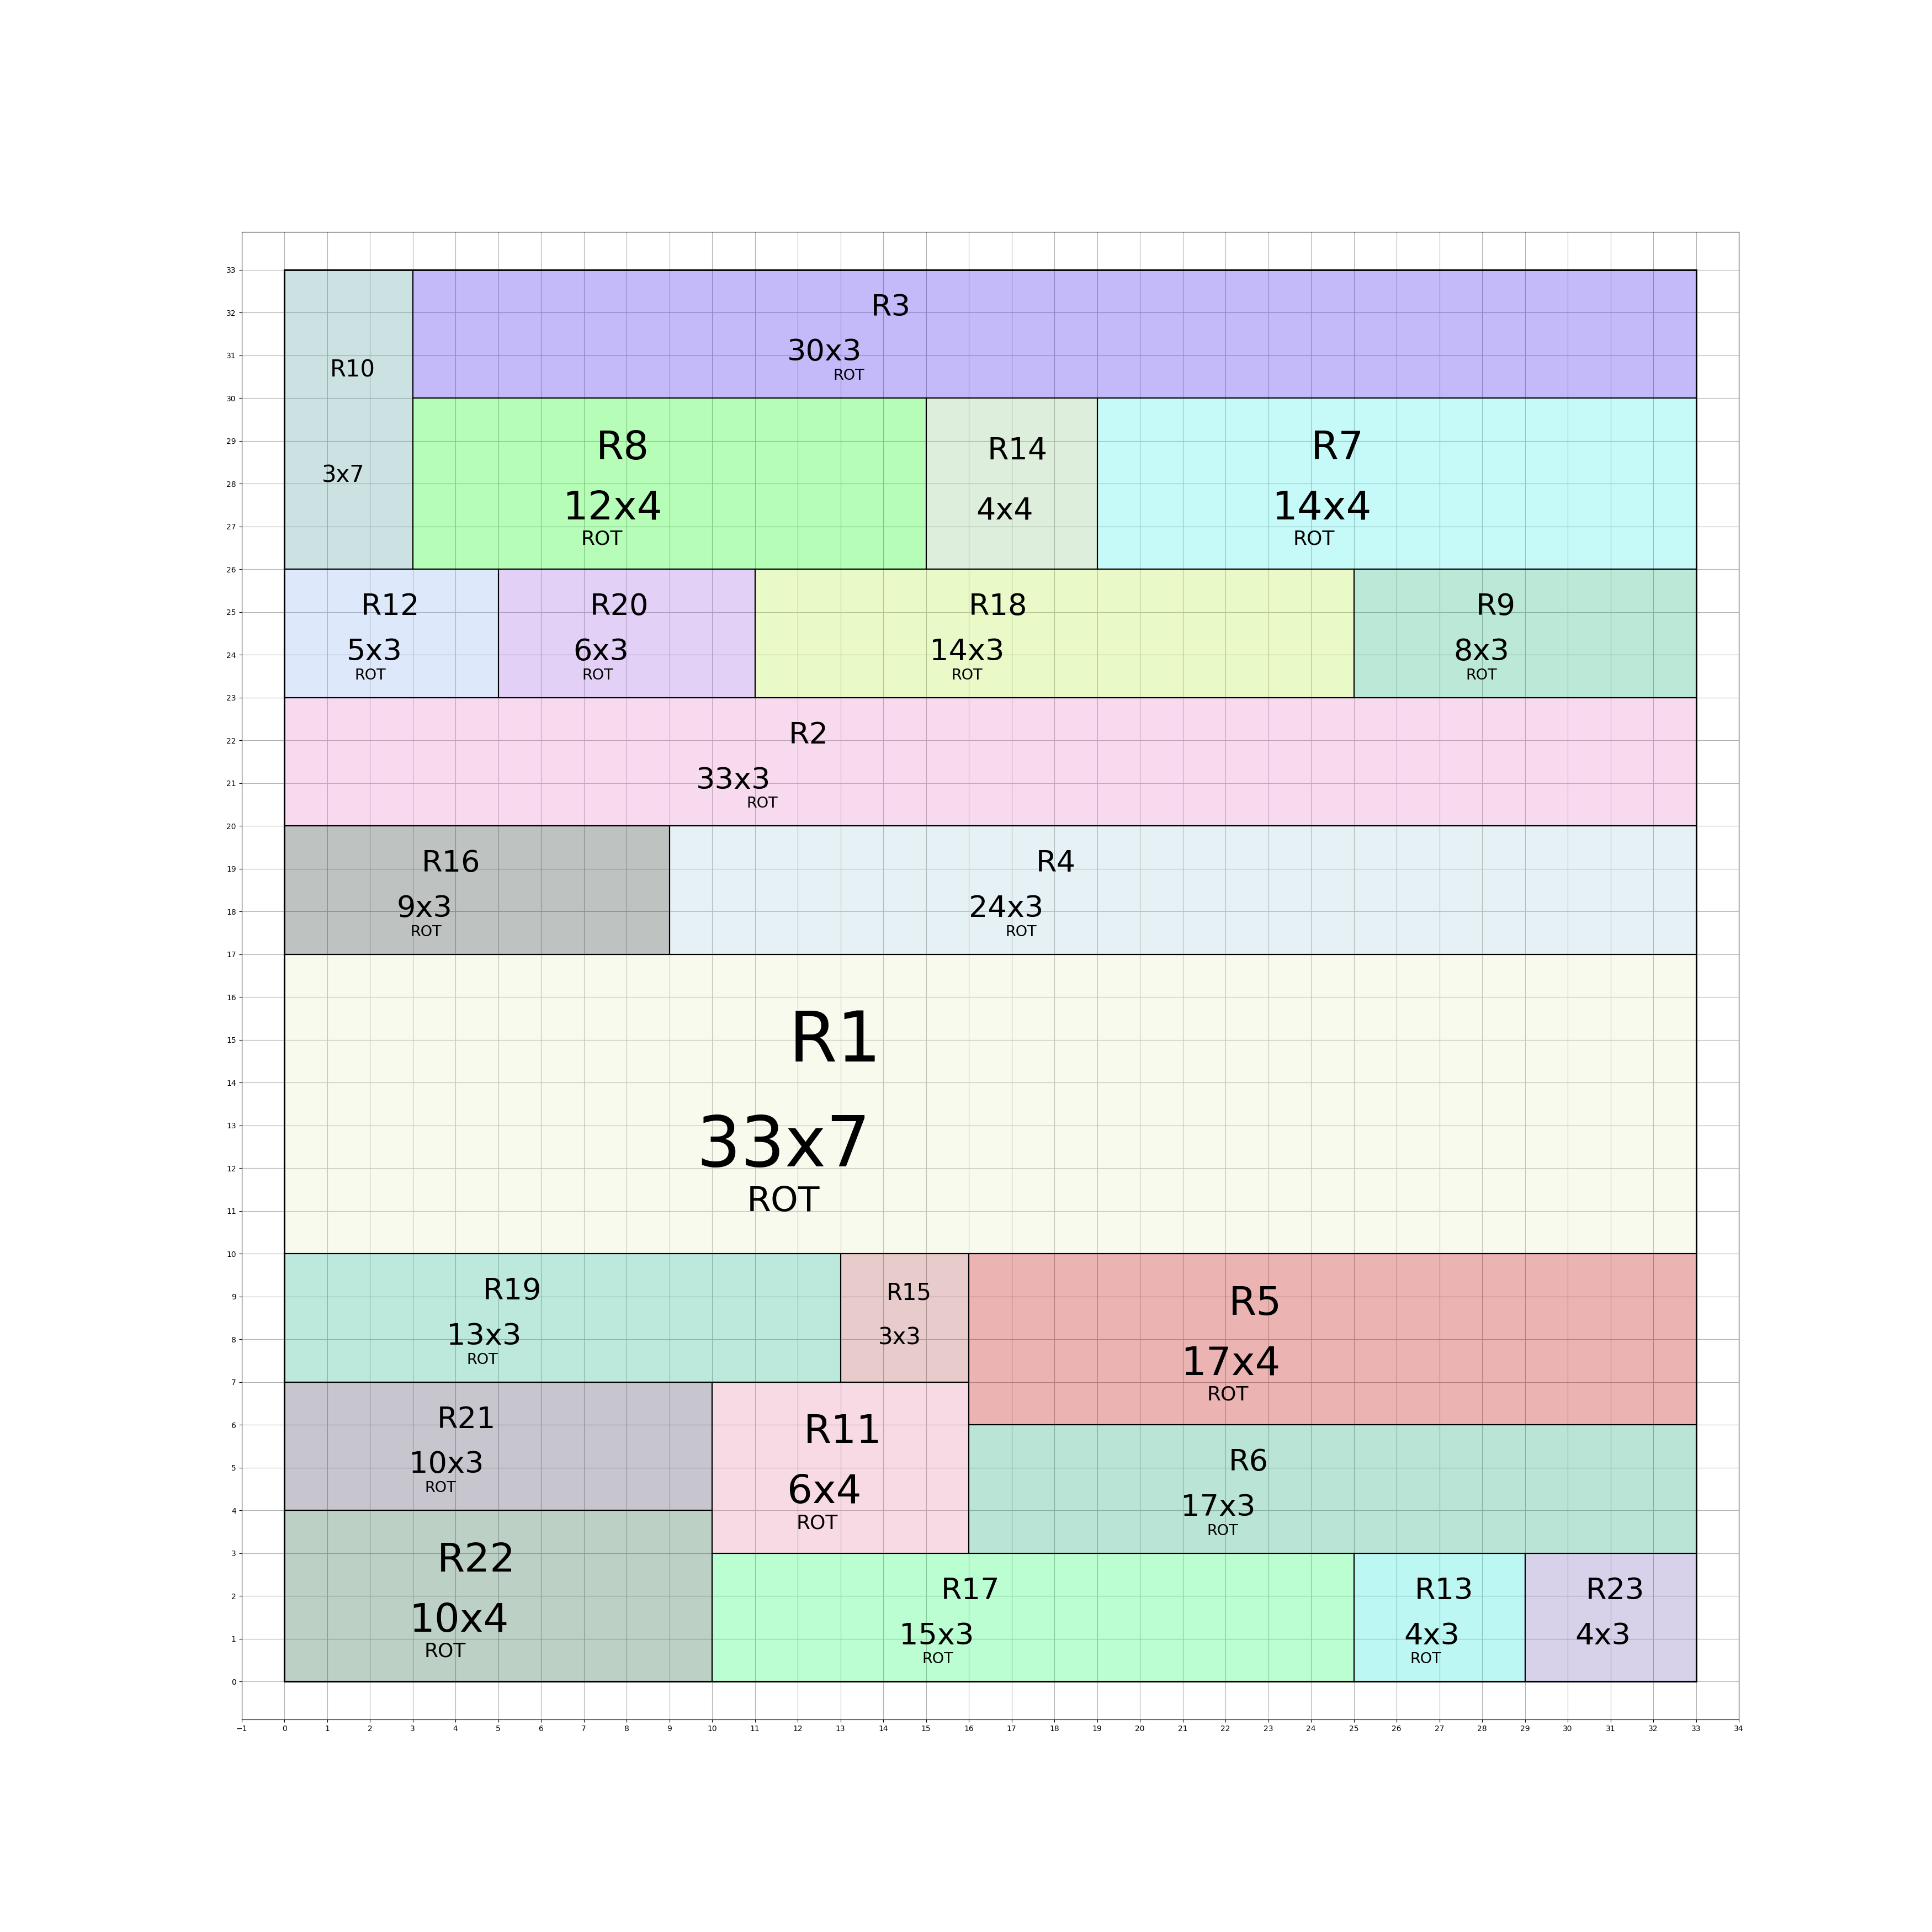 33
32
31
30
29
28
27
26
25
24
23
22
21
20
19
18
17
16
15
14
13
12
11
10
9
8
7
6
5
4
3
2
1
0
R10
3x7
R3
30x3
ROT
R8
12x4
ROT
R14
4x4
R7
14x4
ROT
R12
5x3
ROT
R20
6x3
ROT
R18
14x3
ROT
R9
8x3
ROT
R2
33x3
ROT
R16
9x3
ROT
R4
24x3
ROT
R1
33x7
ROT
R19
13x3
ROT
R15
3x3
R5
17x4
ROT
R21
10x3
ROT
R11
6x4
ROT
R6
17x3
ROT
R22
10x4
ROT
R17
15x3
ROT
R13
4x3
ROT
R23
4x3
−1 0 1 2 3 4 5 6 7 8 9 10 11 12 13 14 15 16 17 18 19 20 21 22 23 24 25 26 27 28 29 30 31 32 33 34